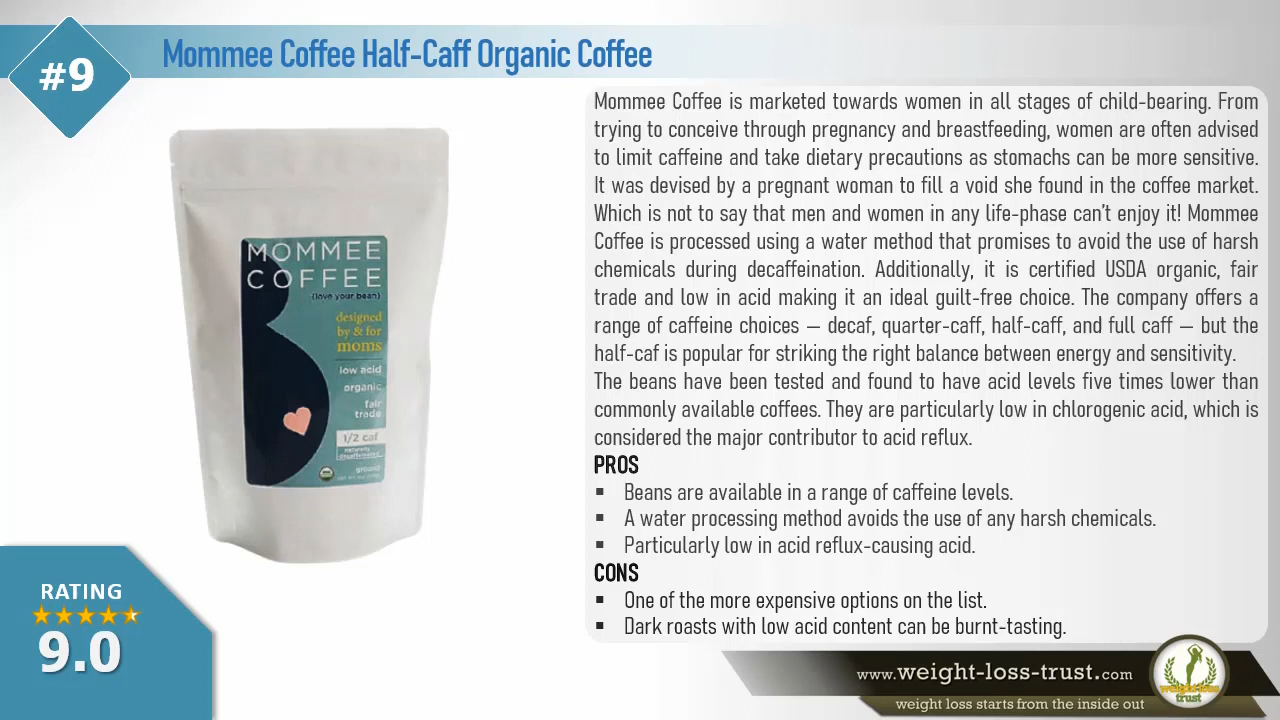 #9
Mommee Coffee Half-Caff Organic Coffee
MOMMEE
COFFEE
{love your bean}
designed
by & for
moms
low acid
organic
fair
trade
1/2 caf
naturally
decaffeinated
ground
Mommee Coffee is marketed towards women in all stages of child-bearing. From
trying to conceive through pregnancy and breastfeeding, women are often advised
to limit caffeine and take dietary precautions as stomachs can be more sensitive.
It was devised by a pregnant woman to fill a void she found in the coffee market.
Which is not to say that men and women in any life-phase can't enjoy it! Mommee
Coffee is processed using a water method that promises to avoid the use of harsh
chemicals during decaffeination. Additionally, it is certified USDA organic, fair
trade and low in acid making it an ideal guilt-free choice. The company offers a
range of caffeine choices — decaf, quarter-caff, half-caff, and full caff — but the
half-caf is popular for striking the right balance between energy and sensitivity.
The beans have been tested and found to have acid levels five times lower than
commonly available coffees. They are particularly low in chlorogenic acid, which is
considered the major contributor to acid reflux.
PROS
▪ Beans are available in a range of caffeine levels.
▪ A water processing method avoids the use of any harsh chemicals.
▪ Particularly low in acid reflux-causing acid.
CONS
▪ One of the more expensive options on the list.
▪ Dark roasts with low acid content can be burnt-tasting.
RATING
9.0
www.weight-loss-trust.com
weight loss starts from the inside out
weight loss
trust